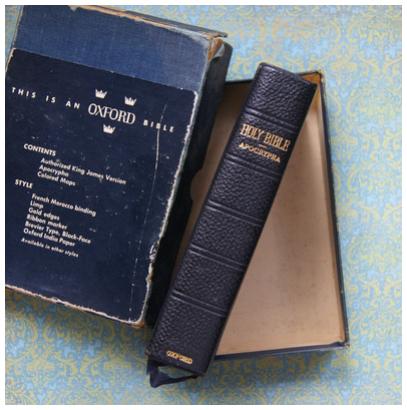 THIS IS AN OXFORD BIBLE
CONTENTS
Authorized King James Version
Apocrypha
Colored Maps
STYLE
French Morocco binding
Limp
Gold edges
Ribbon marker
Brevier Type, Black-Face
Oxford India Paper
Available in other styles
HOLY BIBLE
APOCRYPHA
OXFORD